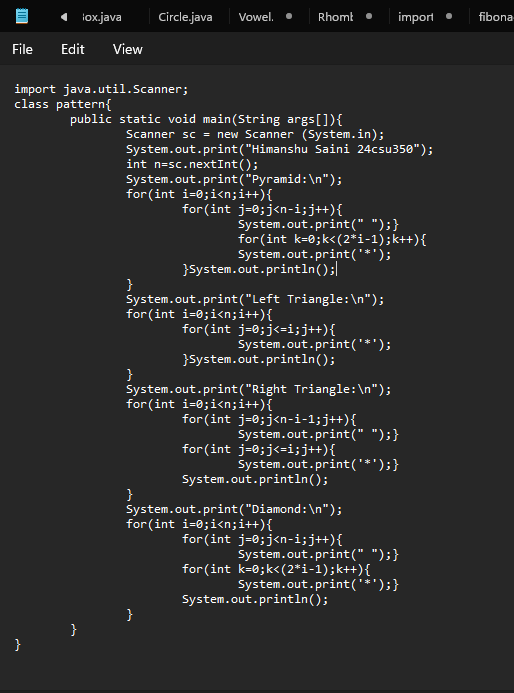 ox.java Circle.java Vowel. Rhomb import fibona
File Edit View
import java.util.Scanner;
class pattern{
        public static void main(String args[]){
                Scanner sc = new Scanner (System.in);
                System.out.print("Himanshu Saini 24csu350");
                int n=sc.nextInt();
                System.out.print("Pyramid:\n");
                for(int i=0;i<n;i++){
                        for(int j=0;j<n-i;j++){
                                System.out.print(" ");}
                                for(int k=0;k<(2*i-1);k++){
                                System.out.print('*');
                        }System.out.println();
                }
                System.out.print("Left Triangle:\n");
                for(int i=0;i<n;i++){
                        for(int j=0;j<=i;j++){
                                System.out.print('*');
                        }System.out.println();
                }
                System.out.print("Right Triangle:\n");
                for(int i=0;i<n;i++){
                        for(int j=0;j<n-i-1;j++){
                                System.out.print(" ");}
                        for(int j=0;j<=i;j++){
                                System.out.print('*');}
                        System.out.println();
                }
                System.out.print("Diamond:\n");
                for(int i=0;i<n;i++){
                        for(int j=0;j<n-i;j++){
                                System.out.print(" ");}
                        for(int k=0;k<(2*i-1);k++){
                                System.out.print('*');}
                        System.out.println();
                }
        }
}